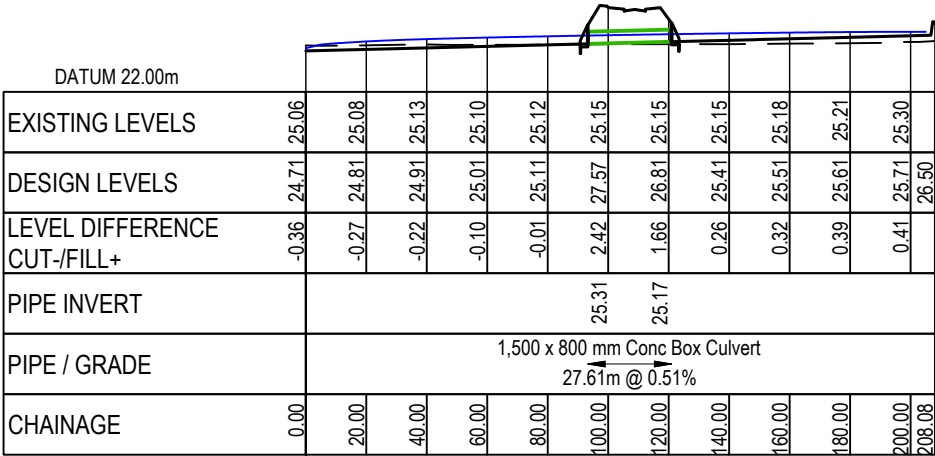 DATUM 22.00m
EXISTING LEVELS 25.06 25.08 25.13 25.10 25.12 25.15 25.15 25.15 25.18 25.21 25.30
DESIGN LEVELS 24.71 24.81 24.91 25.01 25.11 27.57 26.81 25.41 25.51 25.61 25.71 26.50
LEVEL DIFFERENCE
CUT-/FILL+ -0.36 -0.27 -0.22 -0.10 -0.01 2.42 1.66 0.26 0.32 0.39 0.41
PIPE INVERT 25.31 25.17
PIPE / GRADE
1,500 x 800 mm Conc Box Culvert
27.61m @ 0.51%
CHAINAGE 0.00 20.00 40.00 60.00 80.00 100.00 120.00 140.00 160.00 180.00 200.00 208.08